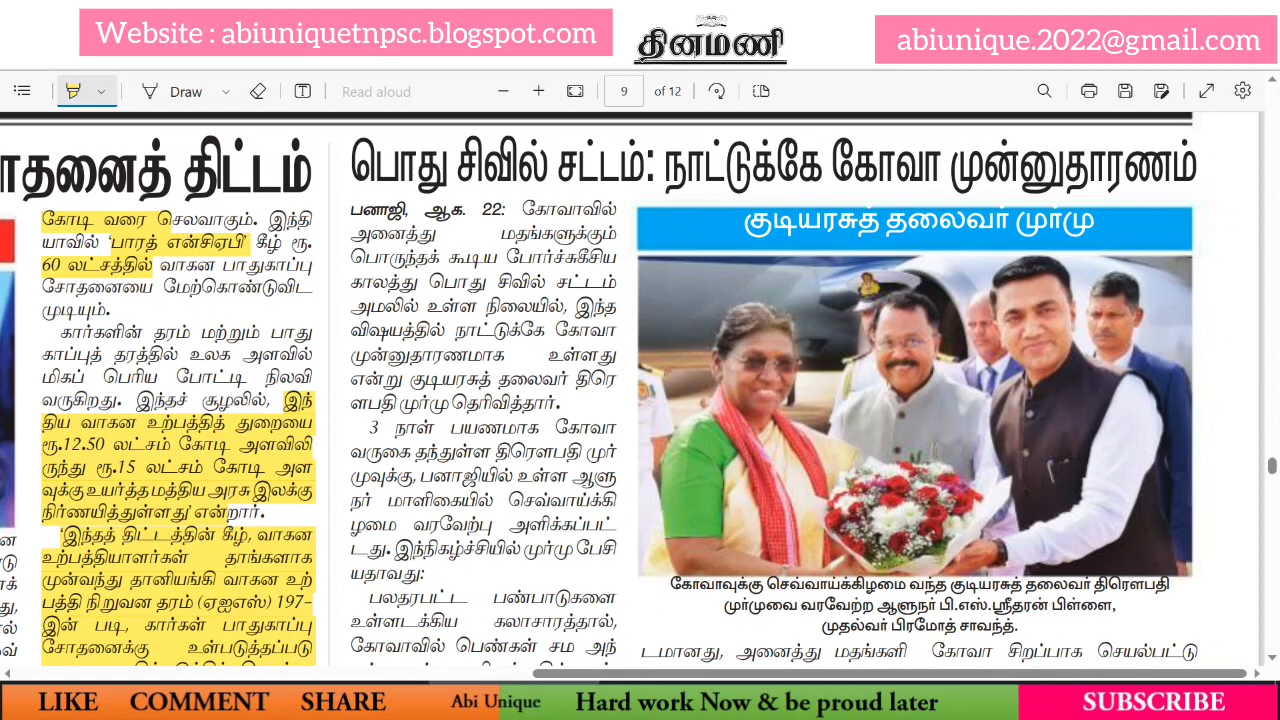 Website : abiuniquetnpsc.blogspot.com
தினமணி
abiunique.2022@gmail.com
Draw
Read aloud
9 of 12
ாதனைத் திட்டம்
கோடி வரை செலவாகும். இந்தி
யாவில் 'பாரத் என்சிஏபி' கீழ் ரூ.
60 லட்சத்தில் வாகன பாதுகாப்பு
சோதனையை மேற்கொண்டுவிட
முடியும்.
கார்களின் தரம் மற்றும் பாது
காப்புத் தரத்தில் உலக அளவில்
மிகப் பெரிய போட்டி நிலவி
வருகிறது. இந்தச் சூழலில், இந்
திய வாகன உற்பத்தித் துறையை
ரூ.12.50 லட்சம் கோடி அளவிலி
ருந்து ரூ.15 லட்சம் கோடி அள
வுக்கு உயர்த்த மத்திய அரசு இலக்கு
நிர்ணயித்துள்ளது' என்றார்.
'இந்தத் திட்டத்தின் கீழ், வாகன
உற்பத்தியாளர்கள் தாங்களாக
முன்வந்து தானியங்கி வாகன உற்
பத்தி நிறுவன தரம் (ஏஐஎஸ்) 197-
இன் படி, கார்கள் பாதுகாப்பு
சோதனைக்கு உள்படுத்தப்படு
பொது சிவில் சட்டம்: நாட்டுக்கே கோவா முன்னுதாரணம்
குடியரசுத் தலைவர் முர்மு
பனாஜி, ஆக. 22: கோவாவில்
அனைத்து மதங்களுக்கும்
பொருந்தக் கூடிய போர்ச்சுகீசிய
காலத்து பொது சிவில் சட்டம்
அமலில் உள்ள நிலையில், இந்த
விஷயத்தில் நாட்டுக்கே கோவா
முன்னுதாரணமாக உள்ளது
என்று குடியரசுத் தலைவர் திரௌ
ளபதி முர்மு தெரிவித்தார்.
3 நாள் பயணமாக கோவா
வருகை தந்துள்ள திரௌபதி முர்
முவுக்கு, பனாஜியில் உள்ள ஆளு
நர் மாளிகையில் செவ்வாய்க்கி
ழமை வரவேற்பு அளிக்கப்பட்
டது. இந்நிகழ்ச்சியில் முர்மு பேசி
யதாவது:
பலதரபட்ட பண்பாடுகளை
உள்ளடக்கிய கலாசாரத்தால்,
கோவாவில் பெண்கள் சம அந்
கோவாவுக்கு செவ்வாய்க்கிழமை வந்த குடியரசுத் தலைவர் திரௌபதி
முர்முவை வரவேற்ற ஆளுநர் பி.எஸ்.ஸ்ரீதரன் பிள்ளை,
முதல்வர் பிரமோத் சாவந்த்.
டமானது, அனைத்து மதங்களி கோவா சிறப்பாக செயல்பட்டு
LIKE COMMENT SHARE
Abi Unique
Hard work Now & be proud later
SUBSCRIBE